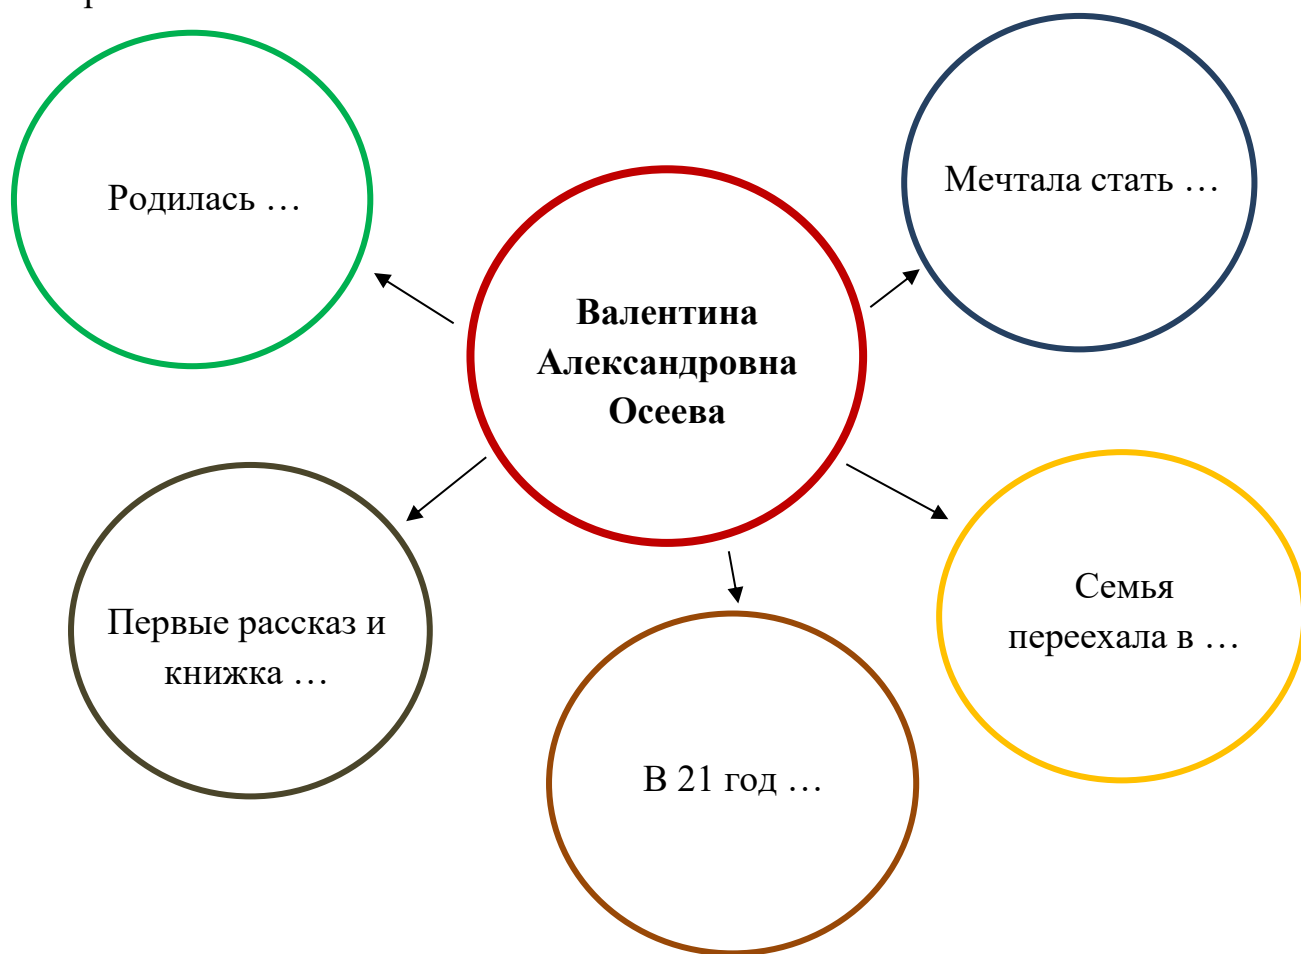 Родилась …
Мечтала стать …
Валентина
Александровна
Осеева
Первые рассказ и
книжка …
Семья
переехала в …
В 21 год …